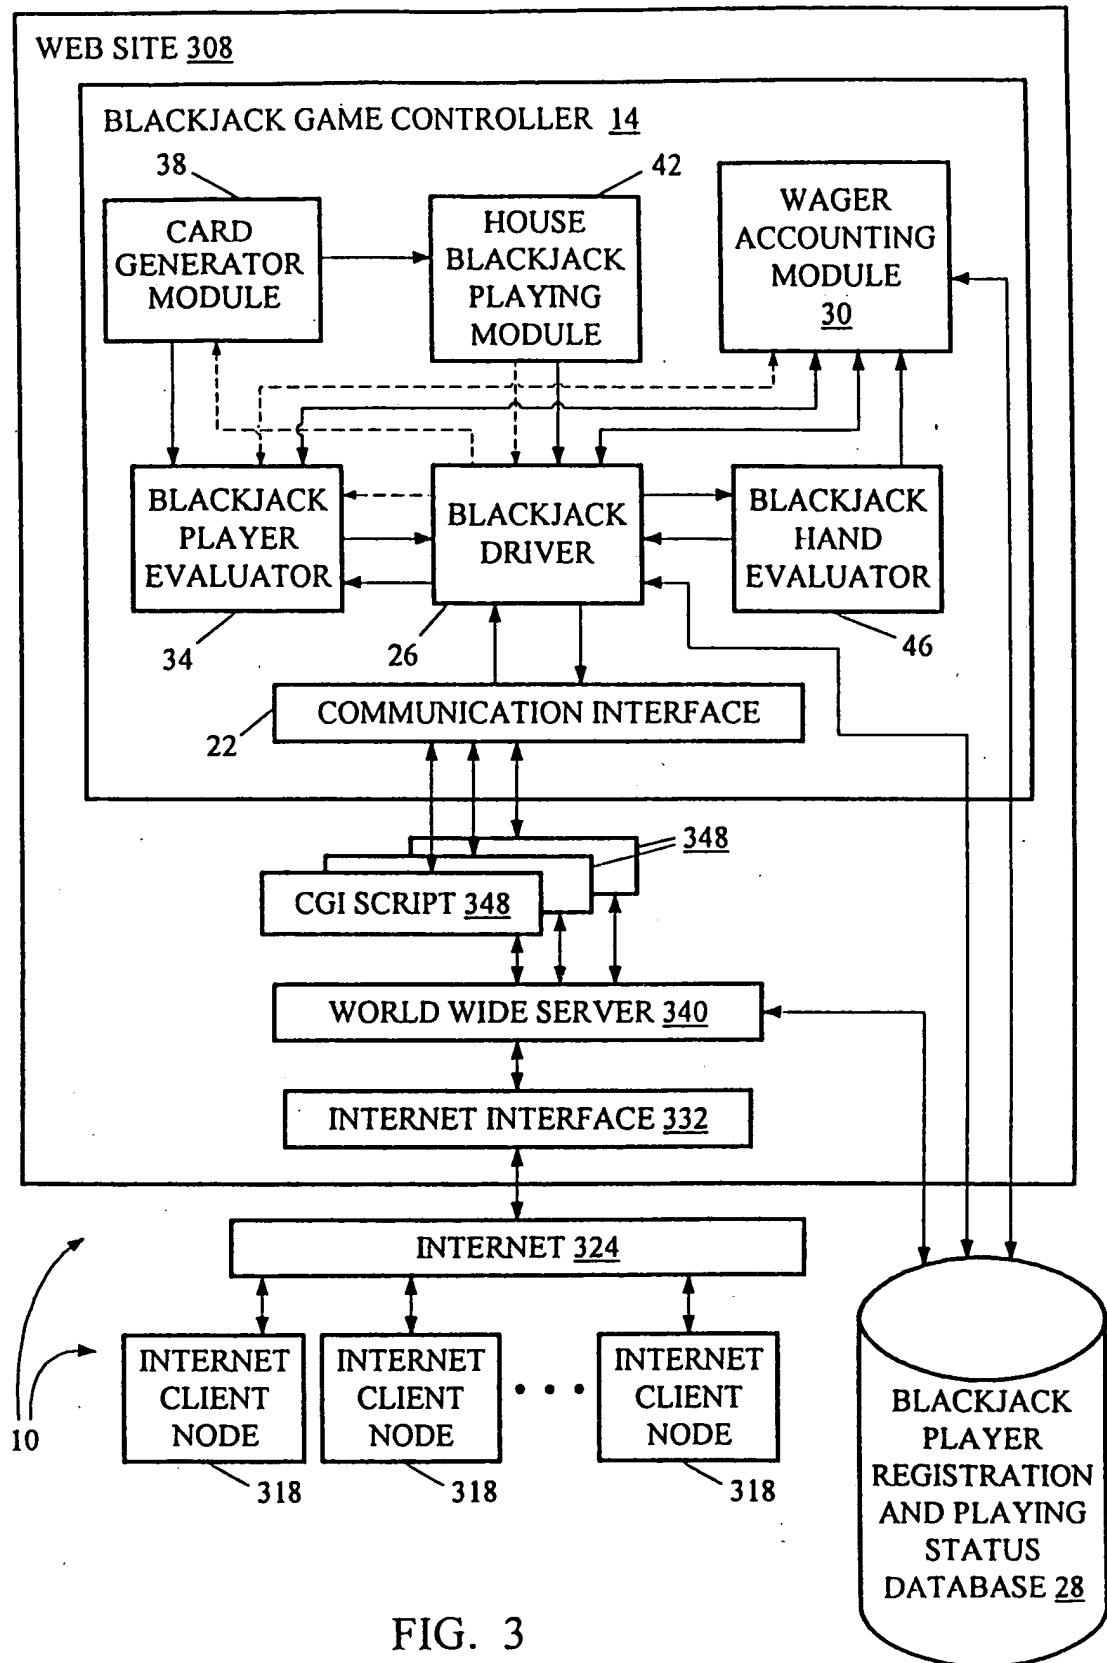 WEB SITE 308
BLACKJACK GAME CONTROLLER 14
38
CARD
GENERATOR
MODULE
42
HOUSE
BLACKJACK
PLAYING
MODULE
WAGER
ACCOUNTING
MODULE
30
BLACKJACK
PLAYER
EVALUATOR
34
BLACKJACK
DRIVER
26
BLACKJACK
HAND
EVALUATOR
46
COMMUNICATION INTERFACE
22
348
CGI SCRIPT 348
WORLD WIDE SERVER 340
INTERNET INTERFACE 332
INTERNET 324
INTERNET
CLIENT
NODE
318
INTERNET
CLIENT
NODE
318
INTERNET
CLIENT
NODE
318
10
BLACKJACK
PLAYER
REGISTRATION
AND PLAYING
STATUS
DATABASE 28
FIG. 3